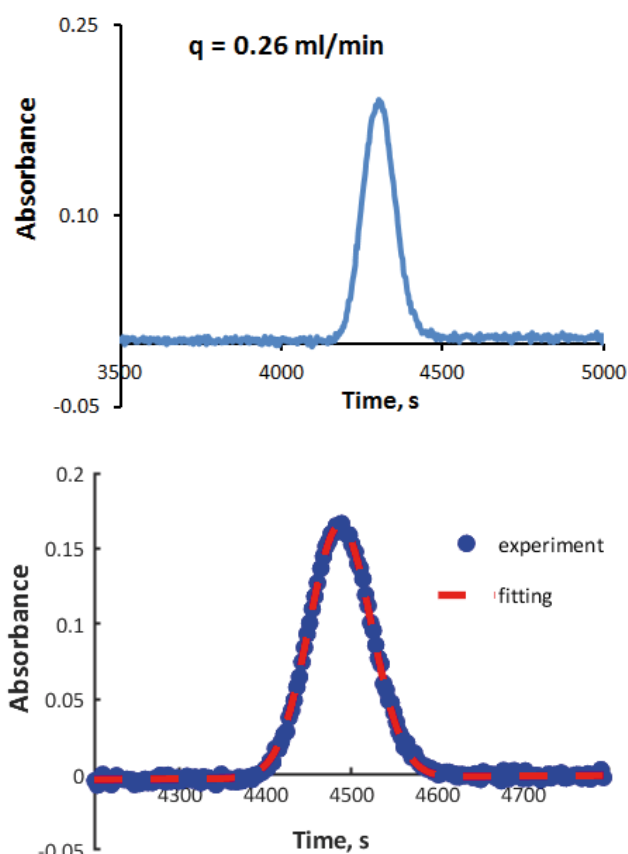 0.25
q = 0.26 ml/min
Absorbance
0.10
3500 4000 4500 5000
Time, s
-0.05
0.2
experiment
0.15
fitting
0.1
Absorbance
0.05
0
4300 4400 4500 4600 4700
Time, s
-0.05